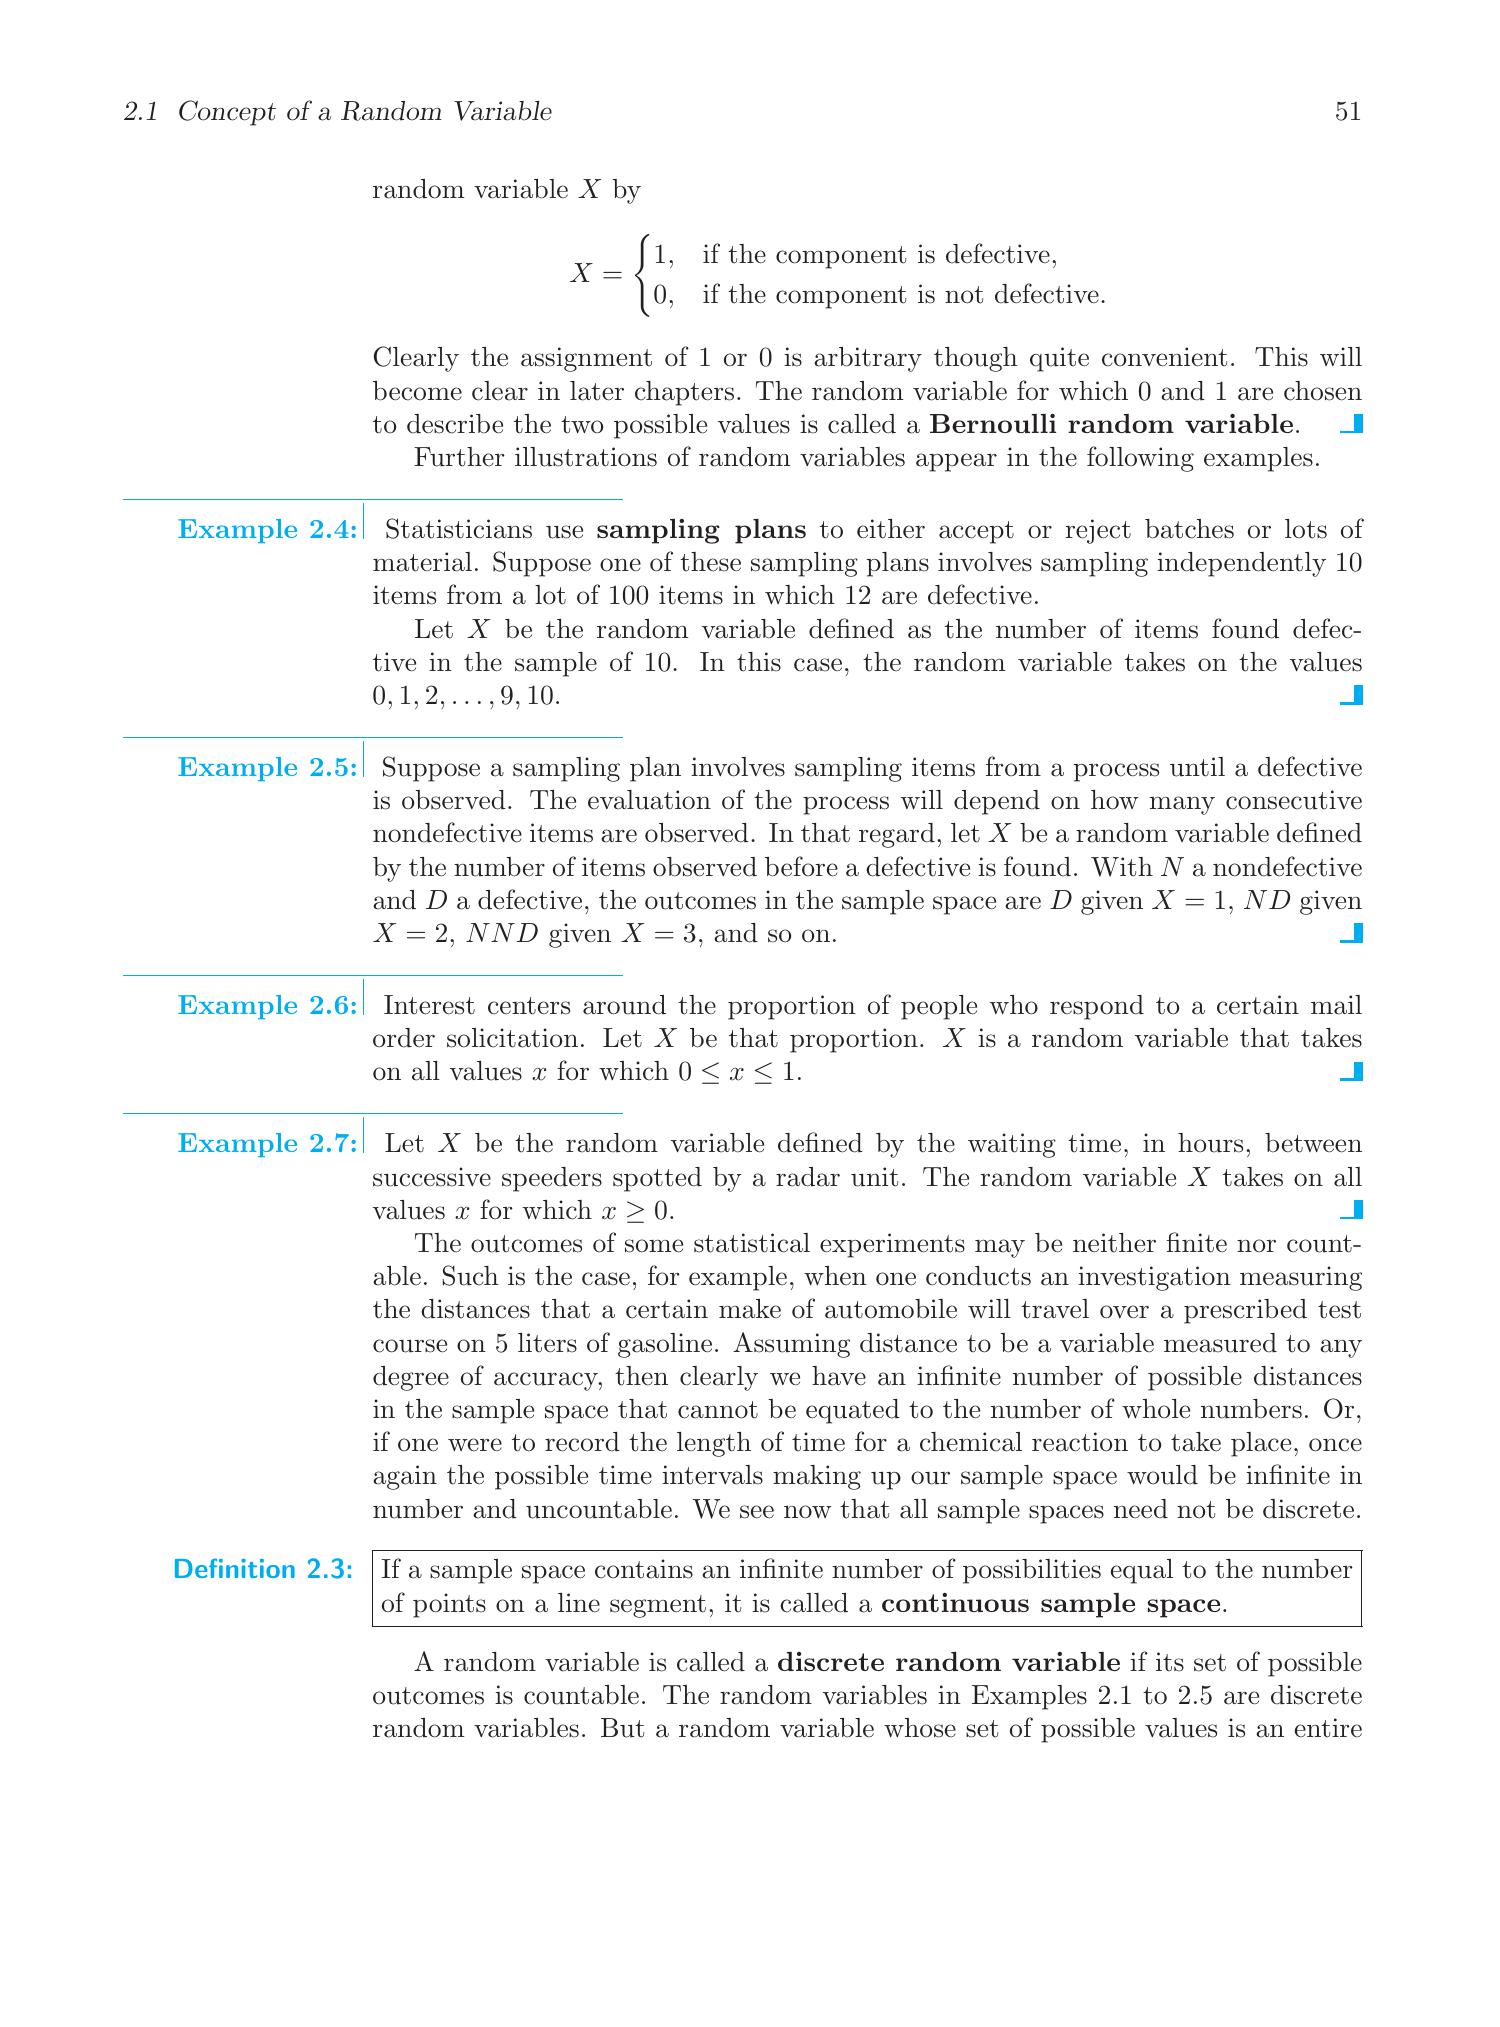 2.1 Concept of a Random Variable 51
random variable X by
X = { 1, if the component is defective,
0, if the component is not defective.
Clearly the assignment of 1 or 0 is arbitrary though quite convenient. This will
become clear in later chapters. The random variable for which 0 and 1 are chosen
to describe the two possible values is called a Bernoulli random variable.
Further illustrations of random variables appear in the following examples.
Example 2.4: Statisticians use sampling plans to either accept or reject batches or lots of
material. Suppose one of these sampling plans involves sampling independently 10
items from a lot of 100 items in which 12 are defective.
Let X be the random variable defined as the number of items found defec-
tive in the sample of 10. In this case, the random variable takes on the values
0, 1, 2, . . . , 9, 10.
Example 2.5: Suppose a sampling plan involves sampling items from a process until a defective
is observed. The evaluation of the process will depend on how many consecutive
nondefective items are observed. In that regard, let X be a random variable defined
by the number of items observed before a defective is found. With N a nondefective
and D a defective, the outcomes in the sample space are D given X = 1, ND given
X = 2, NND given X = 3, and so on.
Example 2.6: Interest centers around the proportion of people who respond to a certain mail
order solicitation. Let X be that proportion. X is a random variable that takes
on all values x for which 0 ≤ x ≤ 1.
Example 2.7: Let X be the random variable defined by the waiting time, in hours, between
successive speeders spotted by a radar unit. The random variable X takes on all
values x for which x ≥ 0.
The outcomes of some statistical experiments may be neither finite nor count-
able. Such is the case, for example, when one conducts an investigation measuring
the distances that a certain make of automobile will travel over a prescribed test
course on 5 liters of gasoline. Assuming distance to be a variable measured to any
degree of accuracy, then clearly we have an infinite number of possible distances
in the sample space that cannot be equated to the number of whole numbers. Or,
if one were to record the length of time for a chemical reaction to take place, once
again the possible time intervals making up our sample space would be infinite in
number and uncountable. We see now that all sample spaces need not be discrete.
Definition 2.3: If a sample space contains an infinite number of possibilities equal to the number
of points on a line segment, it is called a continuous sample space.
A random variable is called a discrete random variable if its set of possible
outcomes is countable. The random variables in Examples 2.1 to 2.5 are discrete
random variables. But a random variable whose set of possible values is an entire